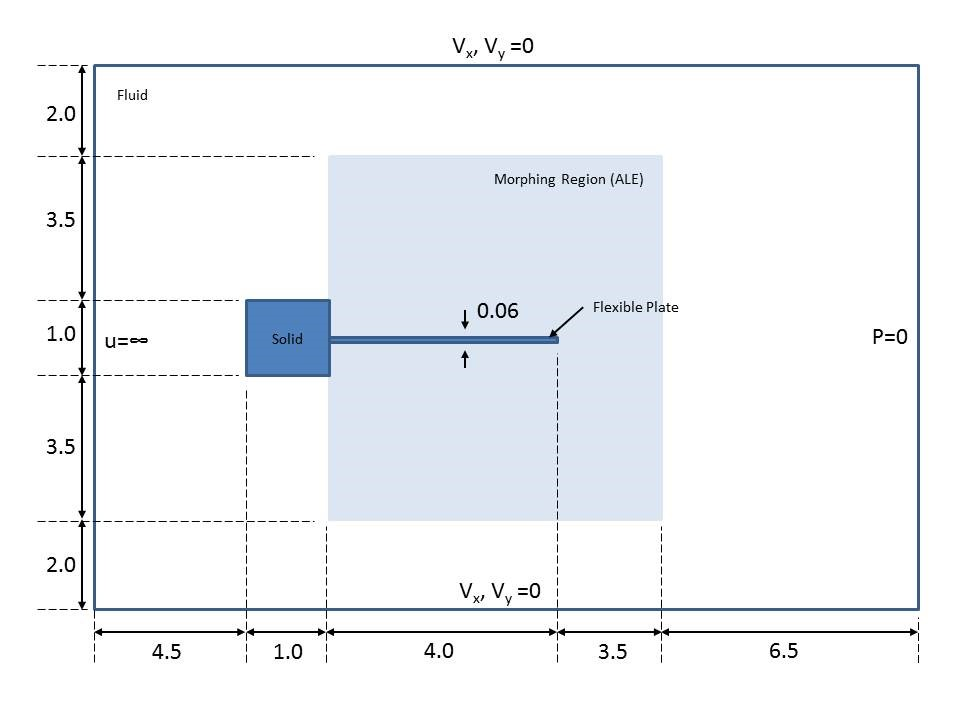 Vx, Vy =0
Fluid
2.0
Morphing Region (ALE)
3.5
0.06
Flexible Plate
1.0
u=∞
Solid
P=0
3.5
2.0
Vx, Vy =0
4.5
1.0
4.0
3.5
6.5